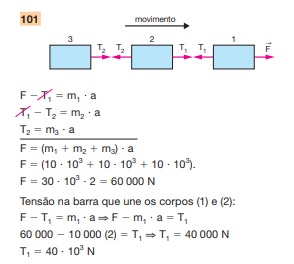 101
movimento
3 2 1
T₂ T₂ T₁ T₁ F⃗
F – T₁ = m₁ · a
T₁ – T₂ = m₂ · a
T₂ = m₃ · a
F = (m₁ + m₂ + m₃) · a
F = (10 · 10³ + 10 · 10³ + 10 · 10³).
F = 30 · 10³ · 2 = 60 000 N
Tensão na barra que une os corpos (1) e (2):
F – T₁ = m₁ · a ⇒ F – m₁ · a = T₁
60 000 – 10 000 (2) = T₁ ⇒ T₁ = 40 000 N
T₁ = 40 · 10³ N